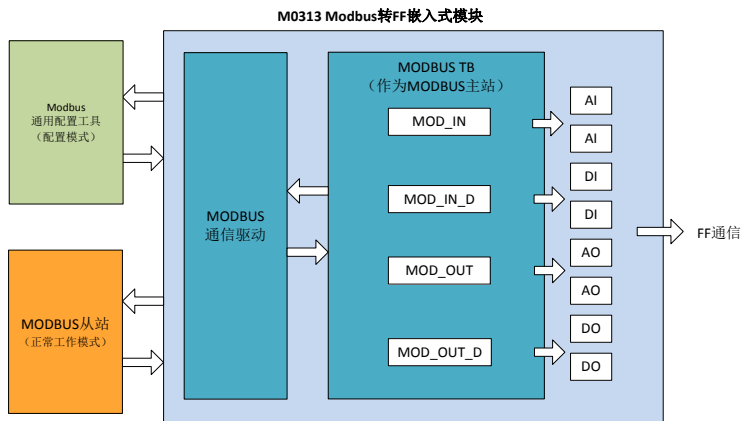 M0313 Modbus转FF嵌入式模块
Modbus
通用配置工具
（配置模式）
MODBUS从站
（正常工作模式）
MODBUS
通信驱动
MODBUS TB
（作为MODBUS主站）
MOD_IN
MOD_IN_D
MOD_OUT
MOD_OUT_D
AI
AI
DI
DI
AO
AO
DO
DO
FF通信